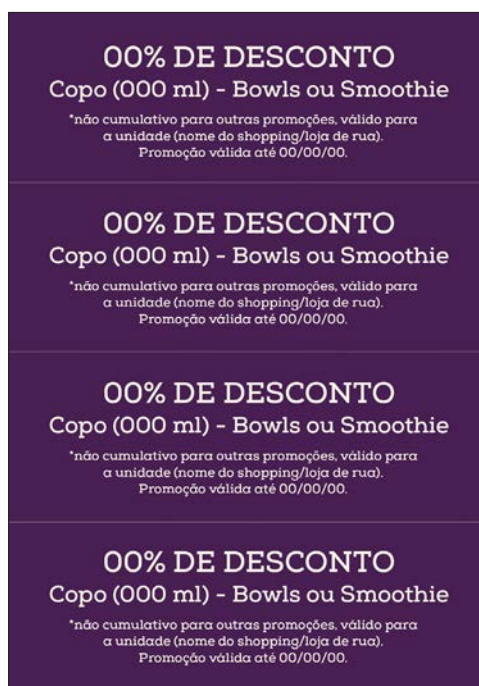 00% DE DESCONTO
Copo (000 ml) - Bowls ou Smoothie
*não cumulativo para outras promoções, válido para
a unidade (nome do shopping/loja de rua).
Promoção válida até 00/00/00.
00% DE DESCONTO
Copo (000 ml) - Bowls ou Smoothie
*não cumulativo para outras promoções, válido para
a unidade (nome do shopping/loja de rua).
Promoção válida até 00/00/00.
00% DE DESCONTO
Copo (000 ml) - Bowls ou Smoothie
*não cumulativo para outras promoções, válido para
a unidade (nome do shopping/loja de rua).
Promoção válida até 00/00/00.
00% DE DESCONTO
Copo (000 ml) - Bowls ou Smoothie
*não cumulativo para outras promoções, válido para
a unidade (nome do shopping/loja de rua).
Promoção válida até 00/00/00.